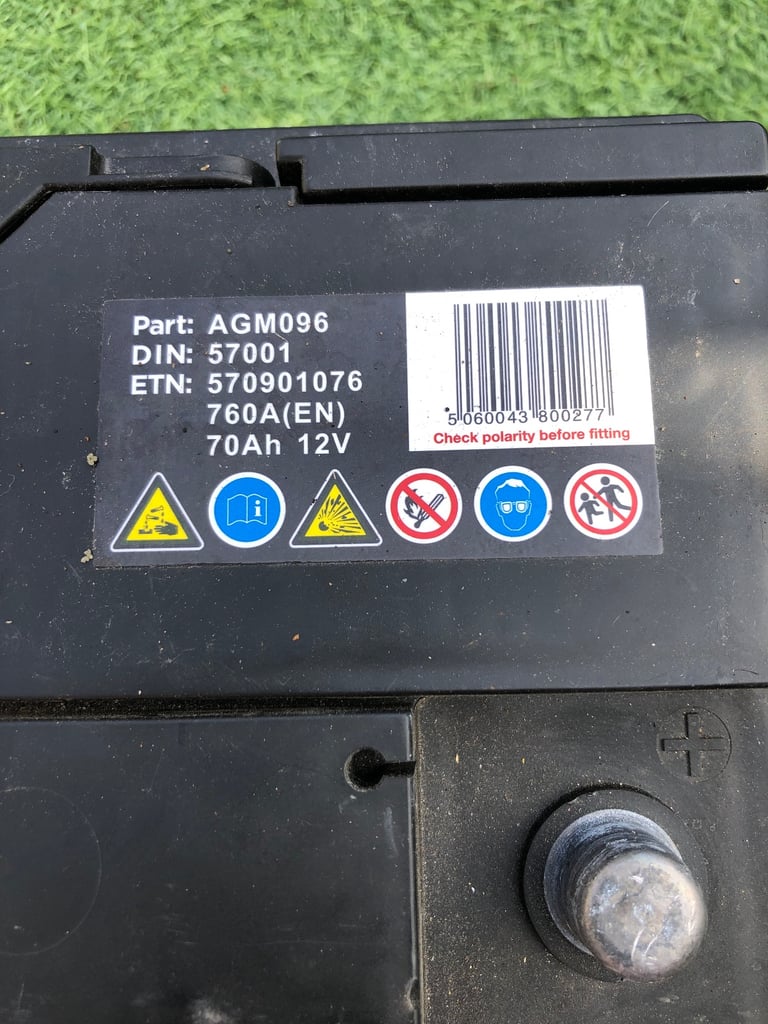 Part: AGM096
DIN: 57001
ETN: 570901076
760A(EN)
70Ah 12V
5 060043 800277
Check polarity before fitting
i
+